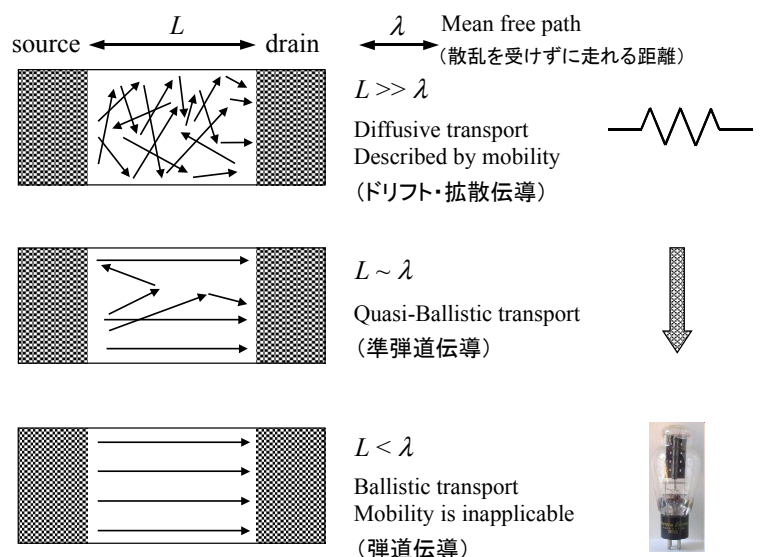 source
L
drain
λ
Mean free path
（散乱を受けずに走れる距離）
L >> λ
Diffusive transport
Described by mobility
（ドリフト・拡散伝導）
L ~ λ
Quasi-Ballistic transport
（準弾道伝導）
L < λ
Ballistic transport
Mobility is inapplicable
（弾道伝導）